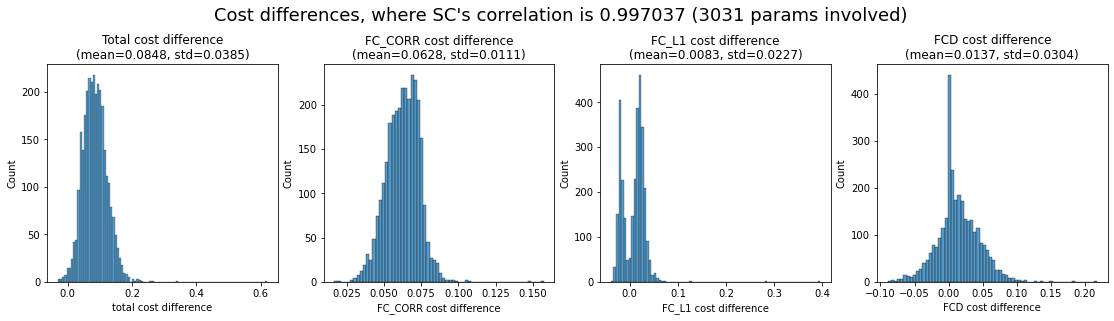 Cost differences, where SC's correlation is 0.997037 (3031 params involved)
Total cost difference
(mean=0.0848, std=0.0385)
200
150
100
50
0
Count
0.0
0.2
0.4
0.6
total cost difference
FC_CORR cost difference
(mean=0.0628, std=0.0111)
200
150
100
50
0
Count
0.025
0.050
0.075
0.100
0.125
0.150
FC_CORR cost difference
FC_L1 cost difference
(mean=0.0083, std=0.0227)
400
300
200
100
0
Count
0.0
0.1
0.2
0.3
0.4
FC_L1 cost difference
FCD cost difference
(mean=0.0137, std=0.0304)
400
300
200
100
0
Count
−0.10
−0.05
0.00
0.05
0.10
0.15
0.20
FCD cost difference